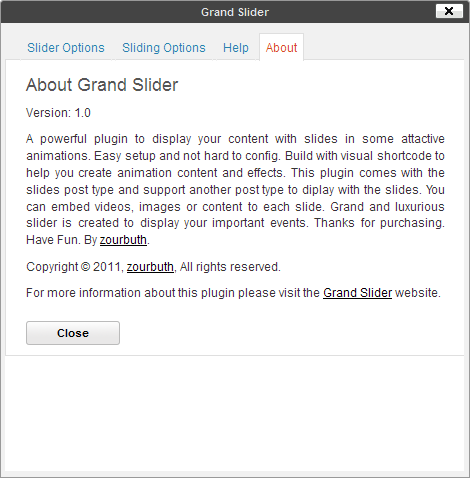 Grand Slider
Slider Options Sliding Options Help About
About Grand Slider
Version: 1.0
A powerful plugin to display your content with slides in some attactive
animations. Easy setup and not hard to config. Build with visual shortcode to
help you create animation content and effects. This plugin comes with the
slides post type and support another post type to diplay with the slides. You
can embed videos, images or content to each slide. Grand and luxurious
slider is created to display your important events. Thanks for purchasing.
Have Fun. By zourbuth.
Copyright © 2011, zourbuth, All rights reserved.
For more information about this plugin please visit the Grand Slider website.
Close